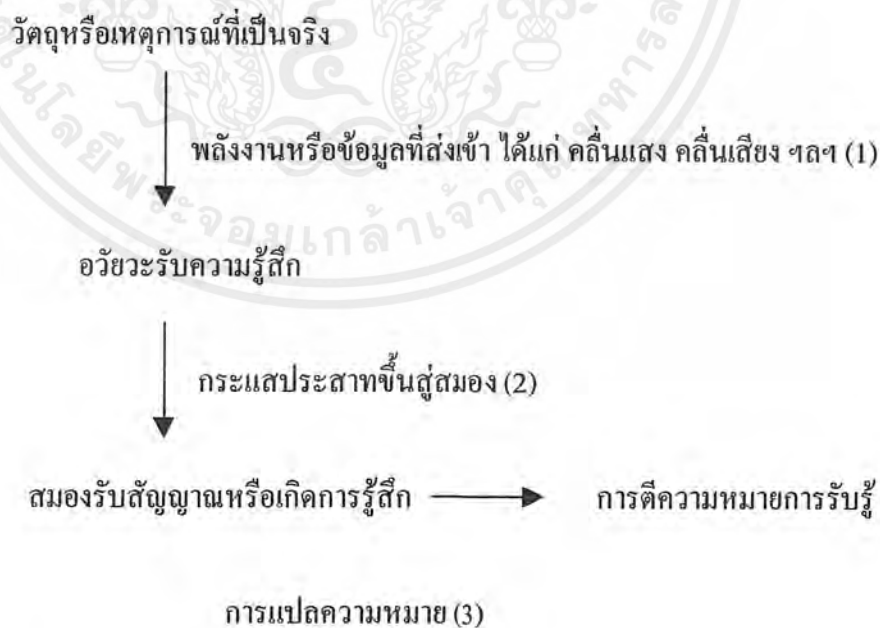 วัตถุหรือเหตุการณ์ที่เป็นจริง
พลังงานหรือข้อมูลที่ส่งเข้า ได้แก่ คลื่นแสง คลื่นเสียง ฯลฯ (1)
อวัยวะรับความรู้สึก
กระแสประสาทขึ้นสู่สมอง (2)
สมองรับสัญญาณหรือเกิดการรู้สึก การตีความหมายการรับรู้
การแปลความหมาย (3)